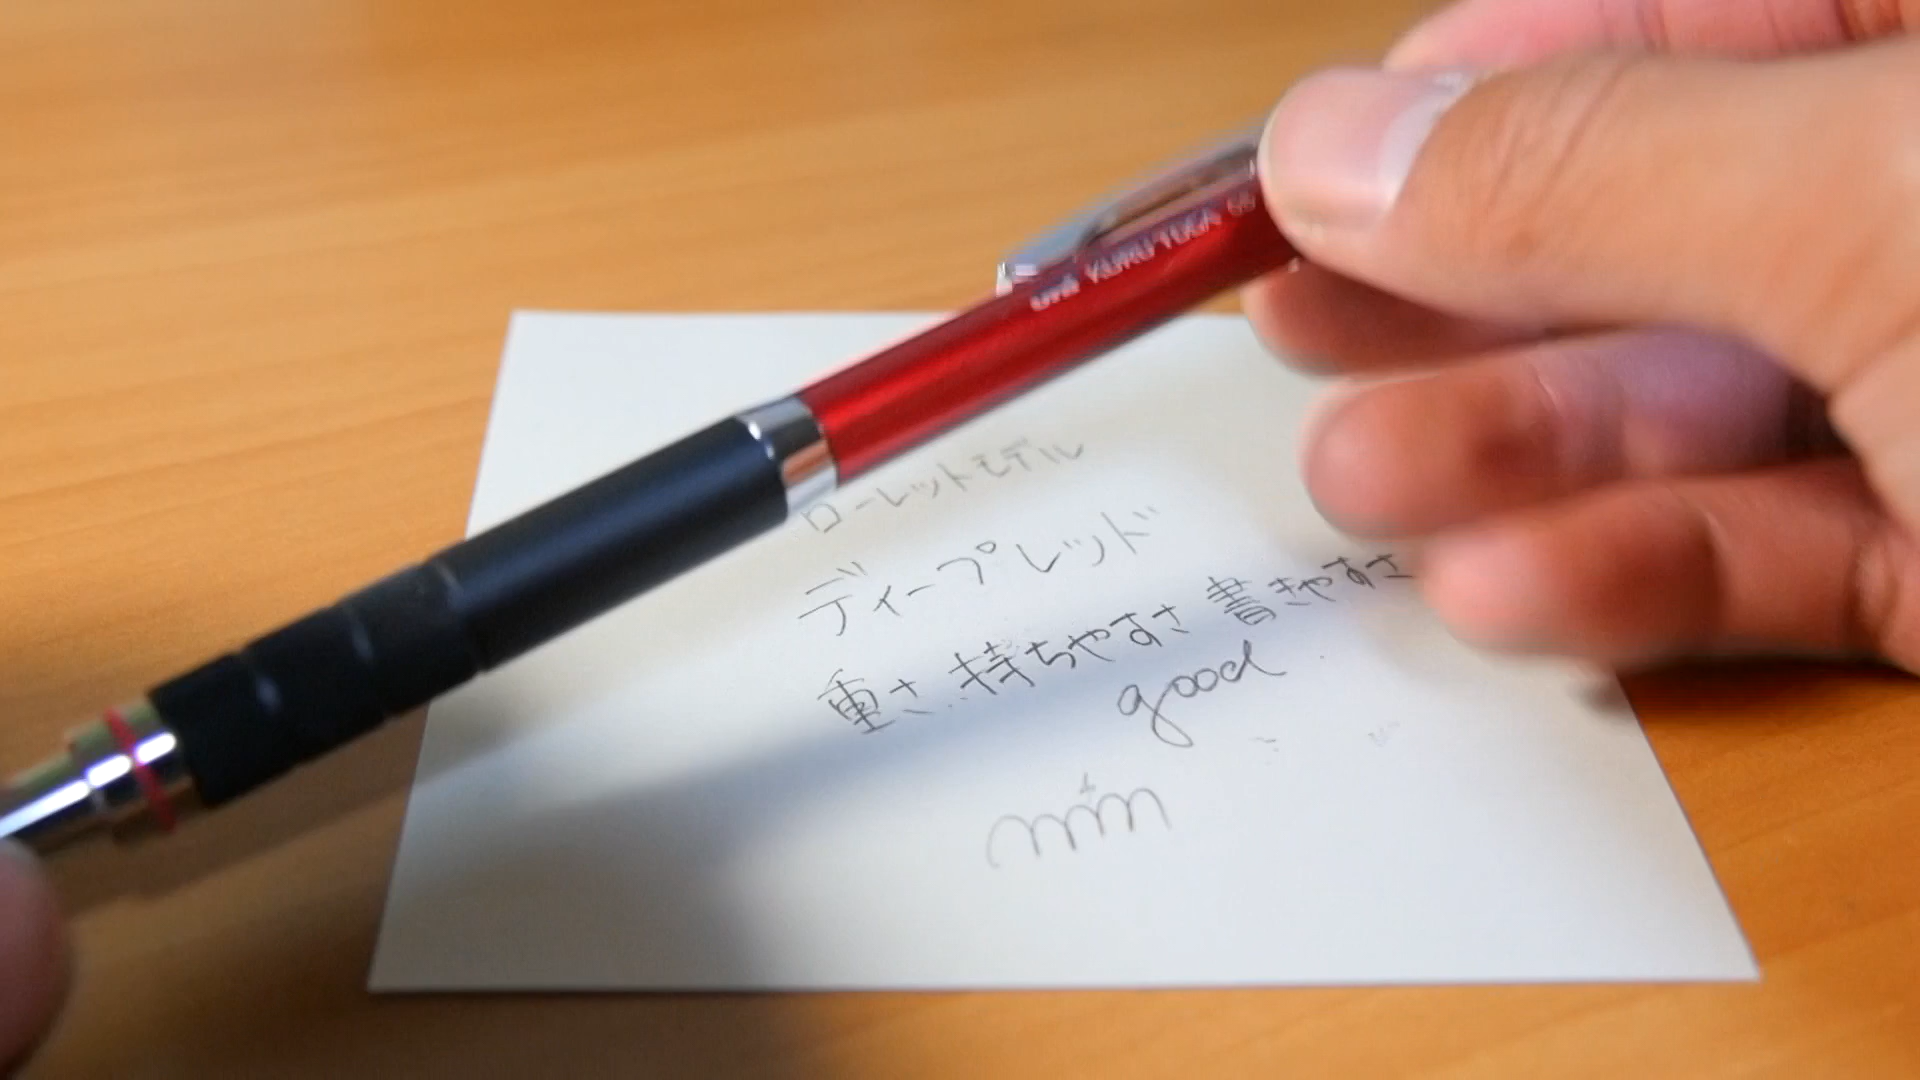 uni KURU TOGA
ローレットモデル
ディープレッド
重さ、持ちやすさ 書きやすさ
good